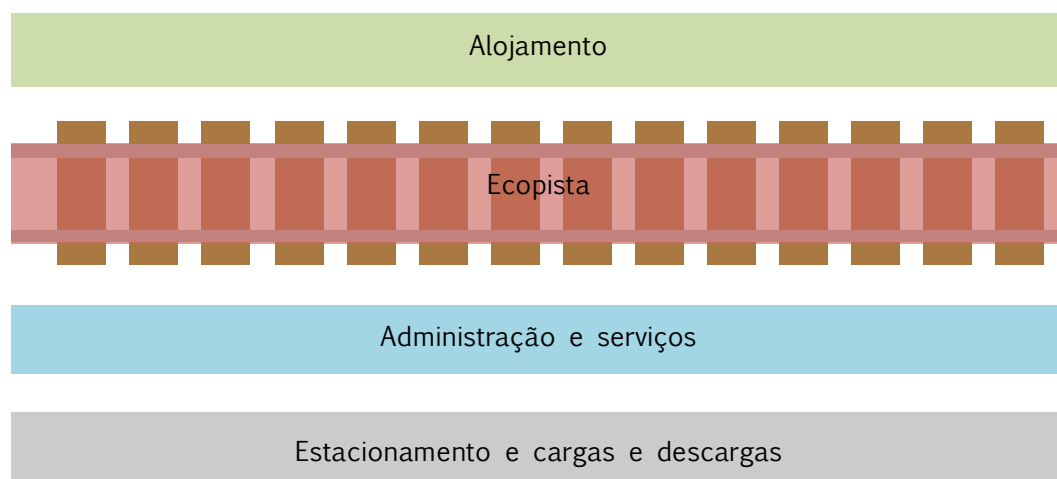 Alojamento
Ecopista
Administração e serviços
Estacionamento e cargas e descargas